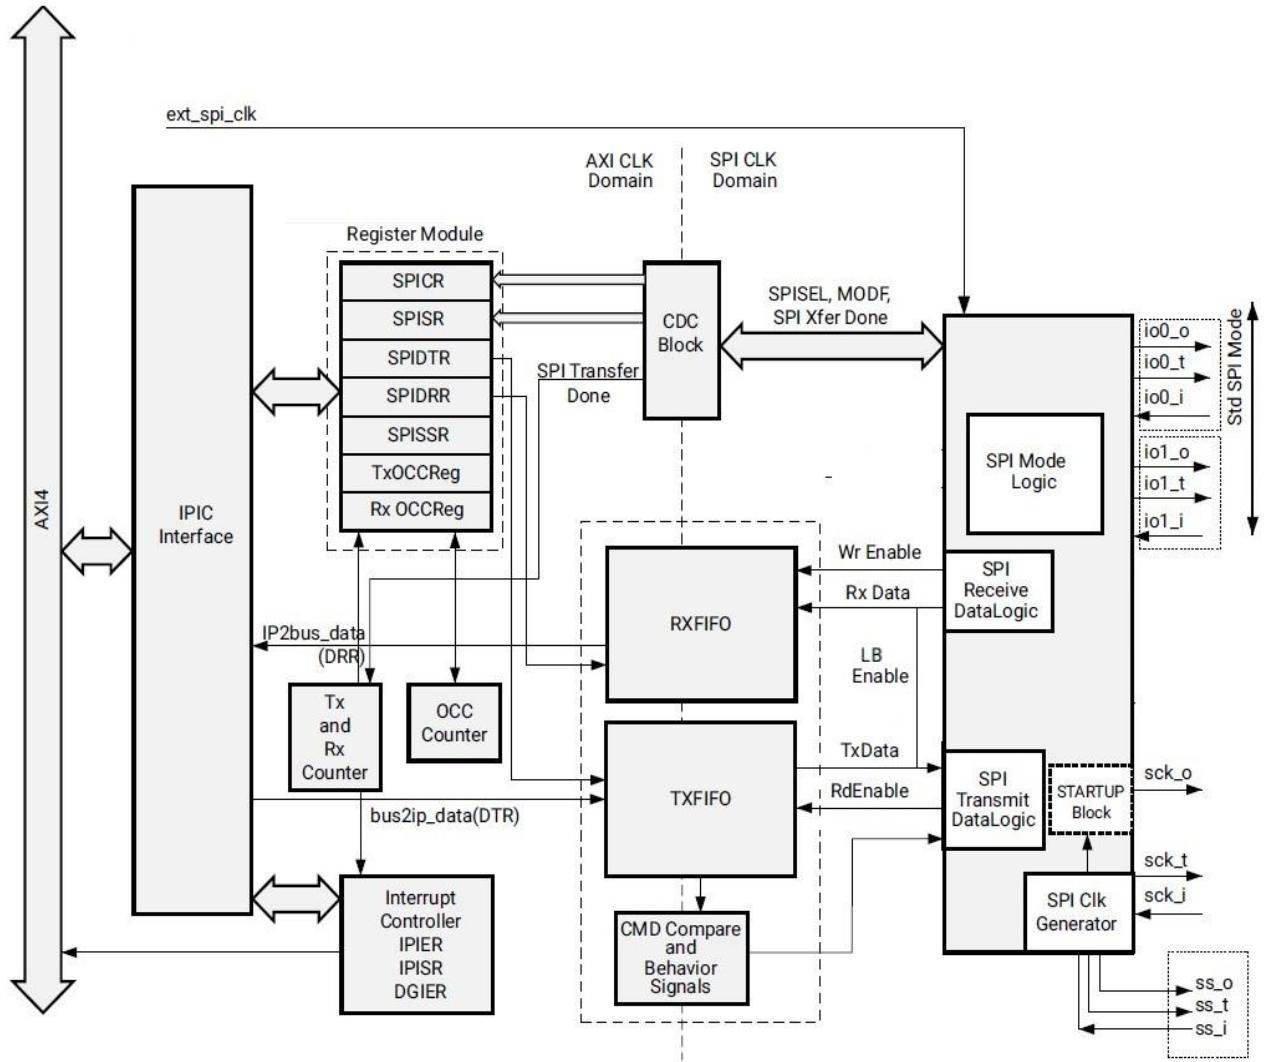 ext_spi_clk
AXI CLK
Domain
SPI CLK
Domain
Register Module
SPICR
SPISR
SPIDTR
SPIDRR
SPISSR
TxOCCReg
Rx OCCReg
CDC
Block
SPISEL, MODF,
SPI Xfer Done
SPI Transfer
Done
io0_o
io0_t
io0_i
io1_o
io1_t
io1_i
Std SPI Mode
SPI Mode
Logic
AXI4
IPIC
Interface
Wr Enable
Rx Data
SPI
Receive
DataLogic
RXFIFO
LB
Enable
IP2bus_data
(DRR)
Tx
and
Rx
Counter
OCC
Counter
TxData
RdEnable
TXFIFO
SPI
Transmit
DataLogic
STARTUP
Block
sck_o
bus2ip_data(DTR)
sck_t
sck_i
SPI Clk
Generator
Interrupt
Controller
IPIER
IPISR
DGIER
CMD Compare
and
Behavior
Signals
ss_o
ss_t
ss_i